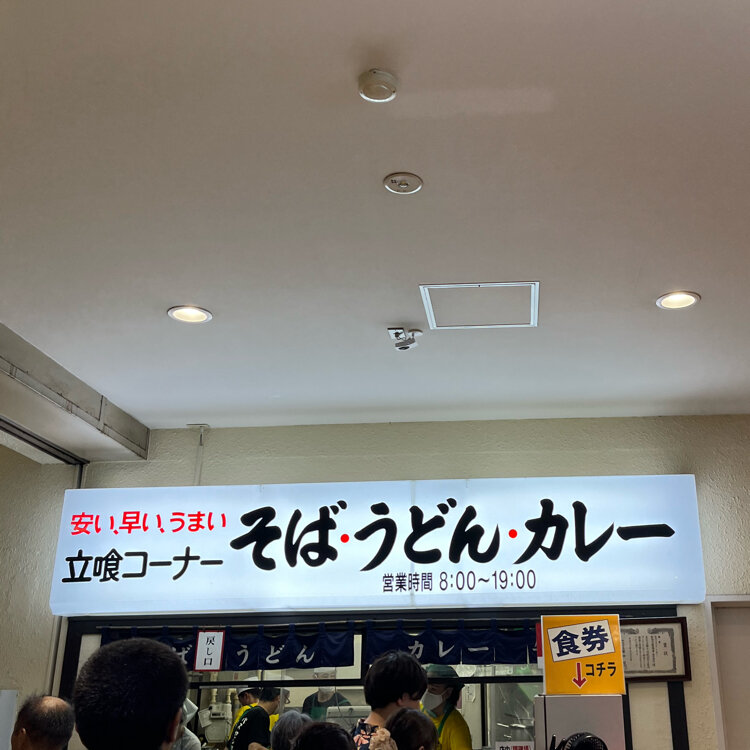 安い、早い、うまい
立喰コーナー
そば・うどん・カレー
営業時間 8:00〜19:00
戻し口
ば うどん
カレー
食券
↓コチラ